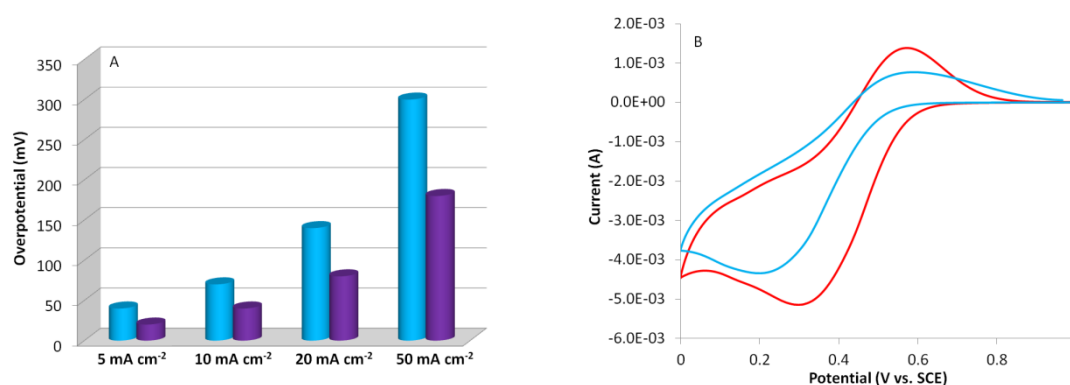 A
Overpotential (mV)
350
300
250
200
150
100
50
0
5 mA cm-2
10 mA cm-2
20 mA cm-2
50 mA cm-2
B
Current (A)
2.0E-03
1.0E-03
0.0E+00
-1.0E-03
-2.0E-03
-3.0E-03
-4.0E-03
-5.0E-03
-6.0E-03
0
0.2
0.4
0.6
0.8
Potential (V vs. SCE)